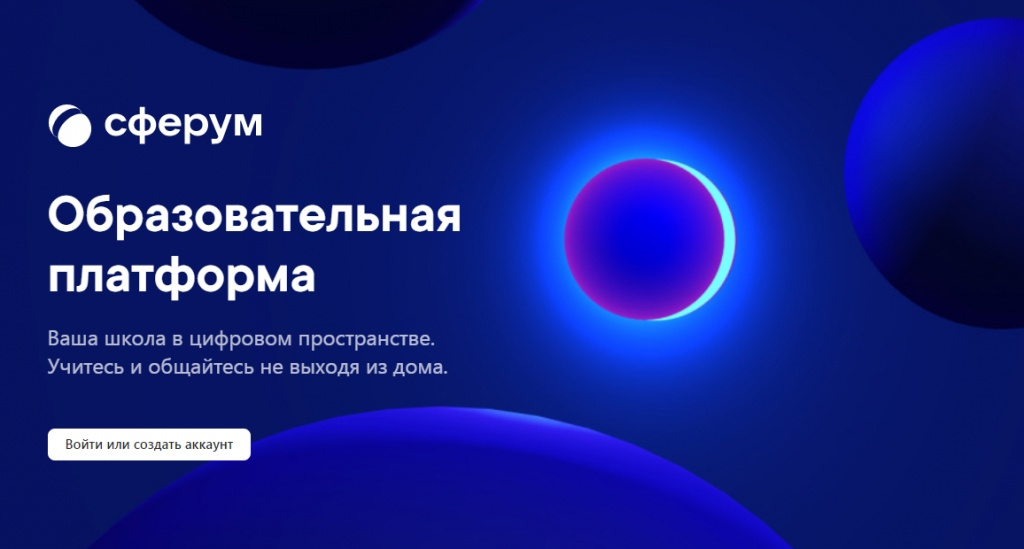 сферум
Образовательная
платформа
Ваша школа в цифровом пространстве.
Учитесь и общайтесь не выходя из дома.
Войти или создать аккаунт